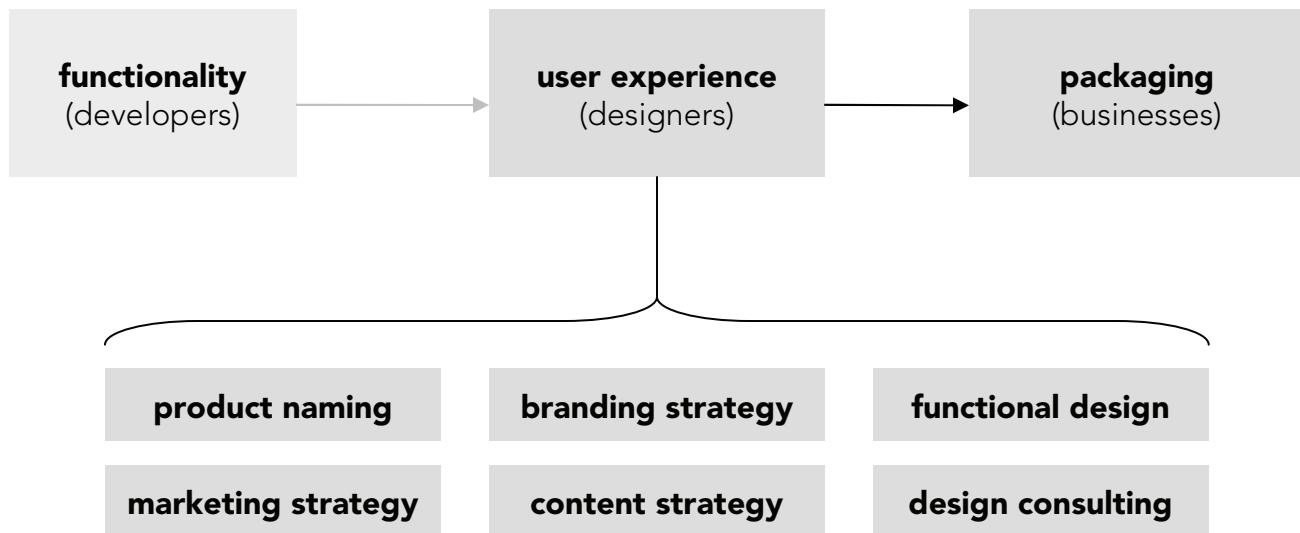 functionality
(developers)
user experience
(designers)
packaging
(businesses)
product naming
branding strategy
functional design
marketing strategy
content strategy
design consulting